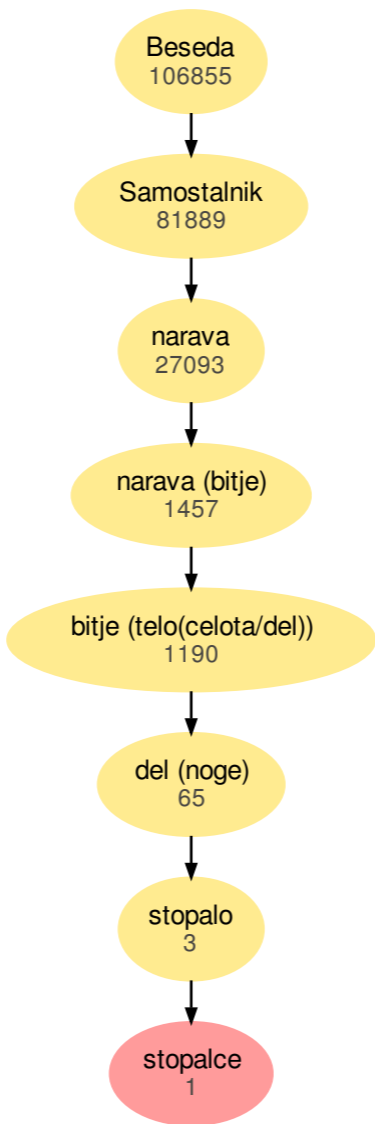 Beseda
106855
Samostalnik
81889
narava
27093
narava (bitje)
1457
bitje (telo(celota/del))
1190
del (noge)
65
stopalo
3
stopalce
1